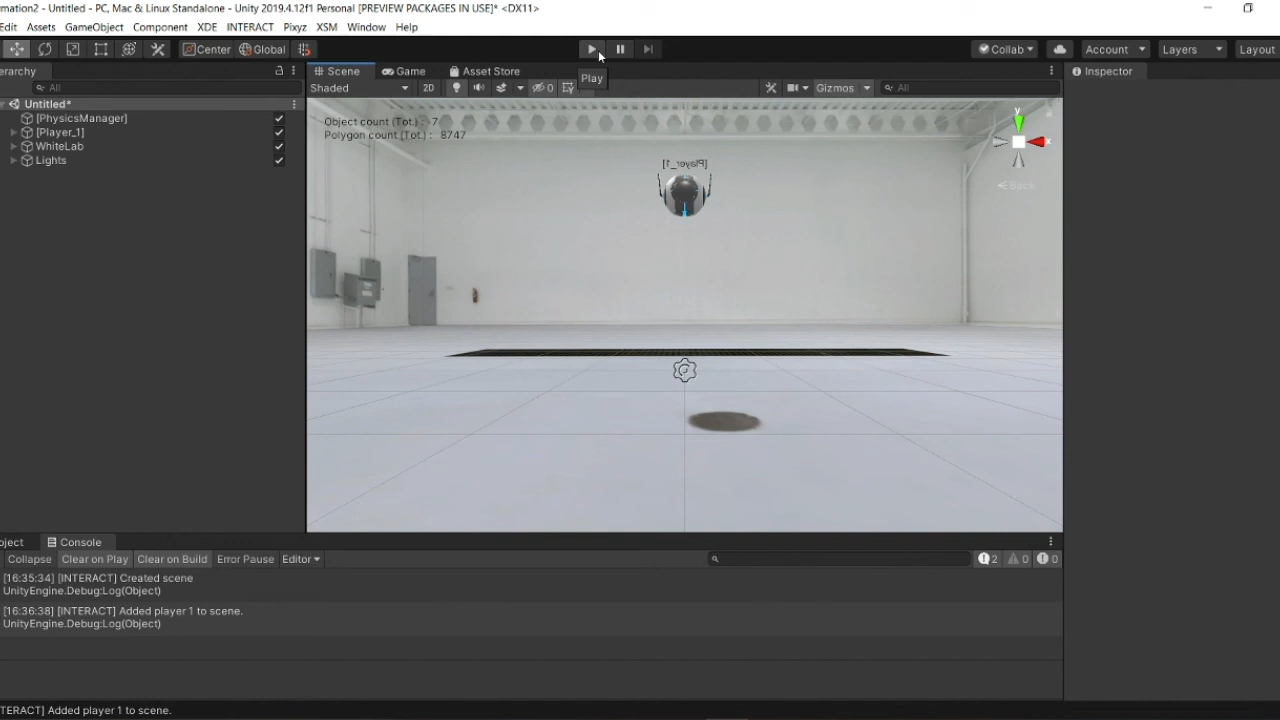 rmation2 - Untitled - PC, Mac & Linux Standalone - Unity 2019.4.12f1 Personal [PREVIEW PACKAGES IN USE]* <DX11>
Edit Assets GameObject Component XDE INTERACT Pixyz XSM Window Help
Center Global Collab Account Layers Layout
erarchy Scene Game Asset Store Inspector
Play
All Shaded 2D 0 Gizmos All
Untitled*
[PhysicsManager]
[Player_1]
WhiteLab
Lights
Object count (Tot.) : 7
Polygon count (Tot.) : 8747
y
x
Back
[Player_1]
oject Console
Collapse Clear on Play Clear on Build Error Pause Editor 2 0 0
[16:35:34] [INTERACT] Created scene
UnityEngine.Debug:Log(Object)
[16:36:38] [INTERACT] Added player 1 to scene.
UnityEngine.Debug:Log(Object)
TERACT] Added player 1 to scene.